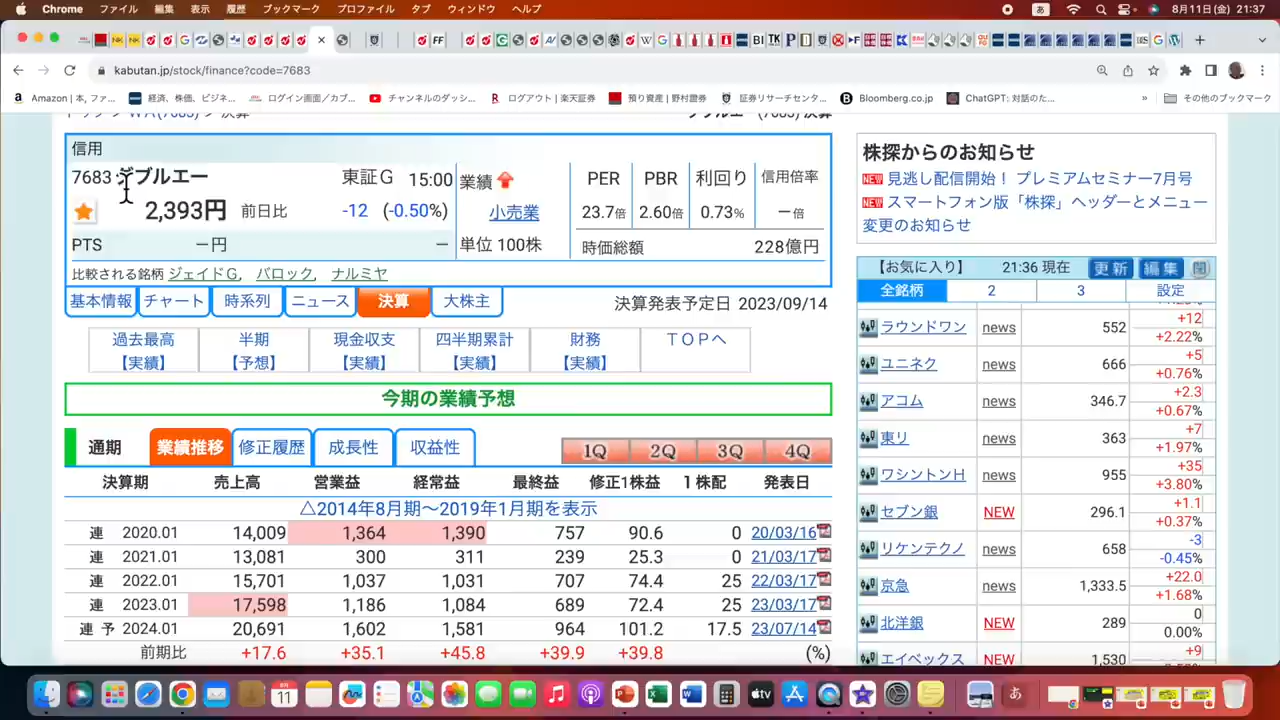 Chrome ファイル 編集 表示 履歴 ブックマーク プロファイル タブ ウィンドウ ヘルプ
あ 8月11日(金) 21:37
kabutan.jp/stock/finance?code=7683
Amazon | 本, ファ...
経済、株価、ビジネ...
ログイン画面／カブ...
チャンネルのダッシ...
ログアウト | 楽天証券
預り資産 | 野村證券
証券リサーチセンタ...
Bloomberg.co.jp
ChatGPT: 対話のた...
»
その他のブックマーク
信用
7683 ダブルエー
東証G 15:00
2,393円 前日比 -12 (-0.50%)
PTS －円 －
業績
小売業
単位 100株
PER PBR 利回り 信用倍率
23.7倍 2.60倍 0.73% －倍
時価総額 228億円
比較される銘柄 ジェイドG, バロック, ナルミヤ
基本情報 チャート 時系列 ニュース 決算 大株主
決算発表予定日 2023/09/14
過去最高 半期 現金収支 四半期累計 財務 ＴＯＰへ
【実績】 【予想】 【実績】 【実績】 【実績】
今期の業績予想
通期 業績推移 修正履歴 成長性 収益性 1Q 2Q 3Q 4Q
決算期 売上高 営業益 経常益 最終益 修正1株益 1株配 発表日
△2014年8月期～2019年1月期を表示
連 2020.01 14,009 1,364 1,390 757 90.6 0 20/03/16
連 2021.01 13,081 300 311 239 25.3 0 21/03/17
連 2022.01 15,701 1,037 1,031 707 74.4 25 22/03/17
連 2023.01 17,598 1,186 1,084 689 72.4 25 23/03/17
連 予 2024.01 20,691 1,602 1,581 964 101.2 17.5 23/07/14
前期比 +17.6 +35.1 +45.8 +39.9 +39.8 (%)
株探からのお知らせ
NEW 見逃し配信開始！ プレミアムセミナー7月号
NEW スマートフォン版「株探」ヘッダーとメニュー
変更のお知らせ
【お気に入り】 21:36 現在 更新 編集 閉
全銘柄 2 3 設定
ラウンドワン news 552 +12
+2.22%
ユニネク news 666 +5
+0.76%
アコム news 346.7 +2.3
+0.67%
東リ news 363 +7
+1.97%
ワシントンH news 955 +35
+3.80%
セブン銀 NEW 296.1 +1.1
+0.37%
リケンテクノ news 658 -3
-0.45%
京急 news 1,333.5 +22.0
+1.68%
北洋銀 NEW 289 0
0.00%
エイベックス NEW 1,530 +9